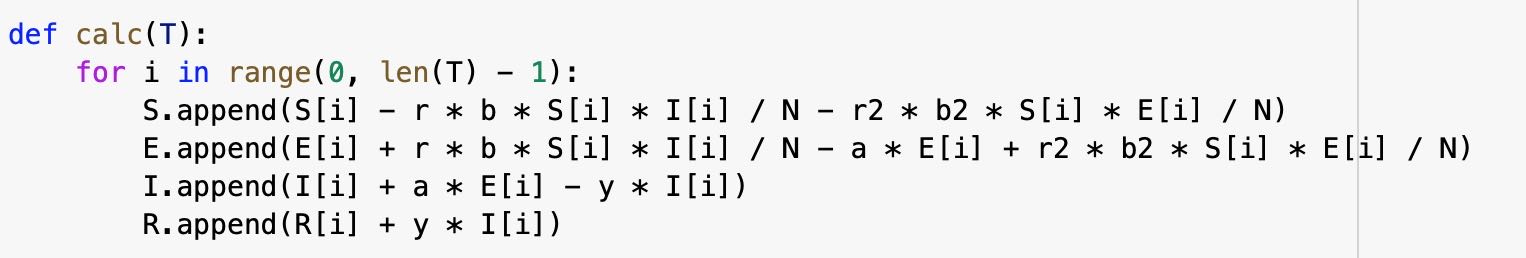 def calc(T):
    for i in range(0, len(T) - 1):
        S.append(S[i] - r * b * S[i] * I[i] / N - r2 * b2 * S[i] * E[i] / N)
        E.append(E[i] + r * b * S[i] * I[i] / N - a * E[i] + r2 * b2 * S[i] * E[i] / N)
        I.append(I[i] + a * E[i] - y * I[i])
        R.append(R[i] + y * I[i])